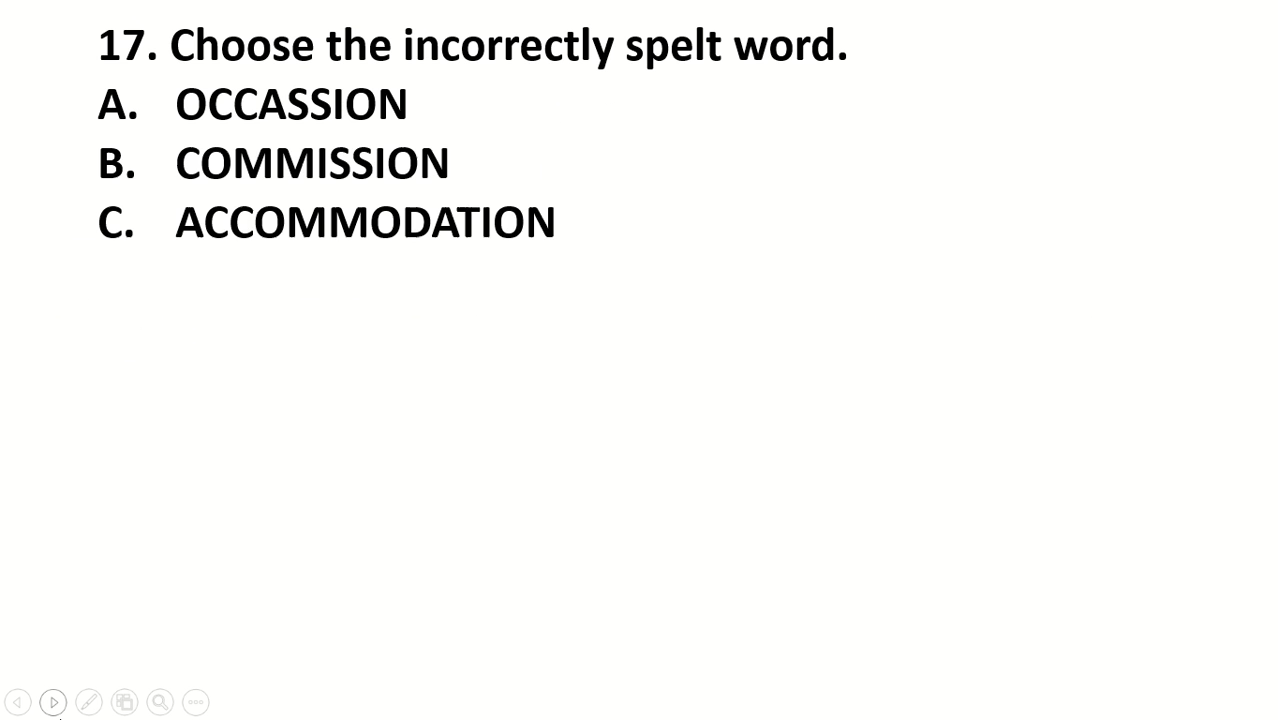 17. Choose the incorrectly spelt word.
A. OCCASSION
B. COMMISSION
C. ACCOMMODATION